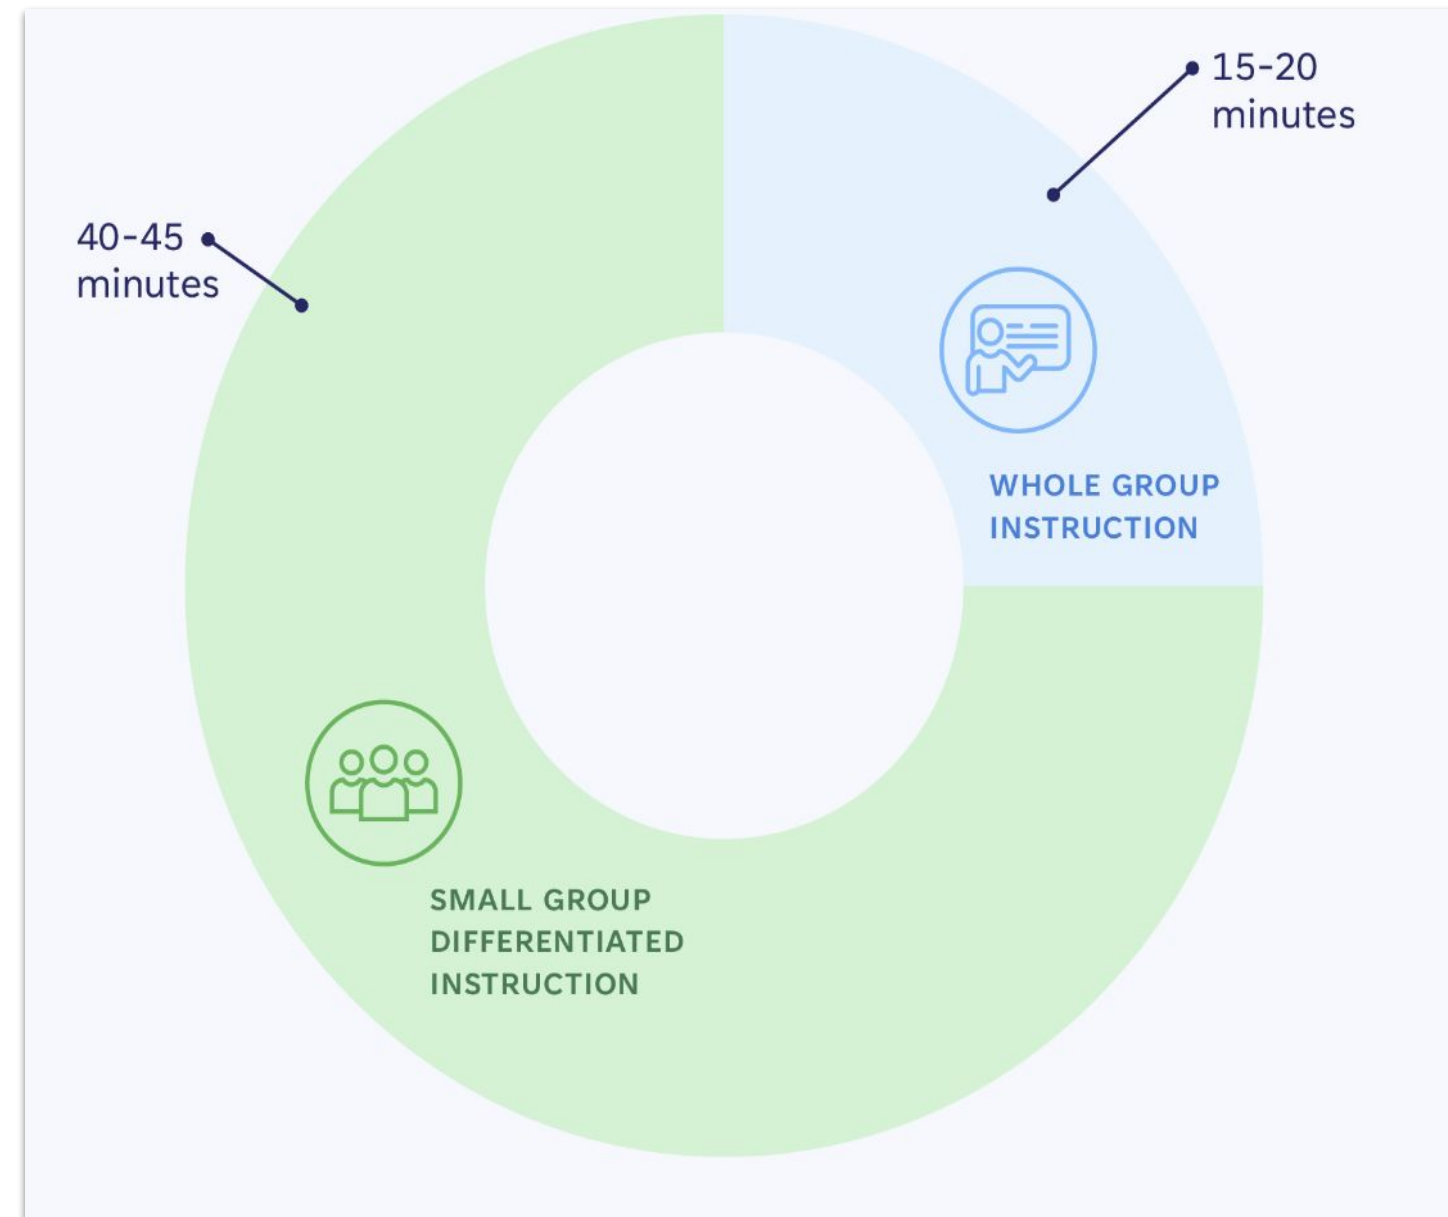 15-20
minutes
40-45
minutes
WHOLE GROUP
INSTRUCTION
SMALL GROUP
DIFFERENTIATED
INSTRUCTION